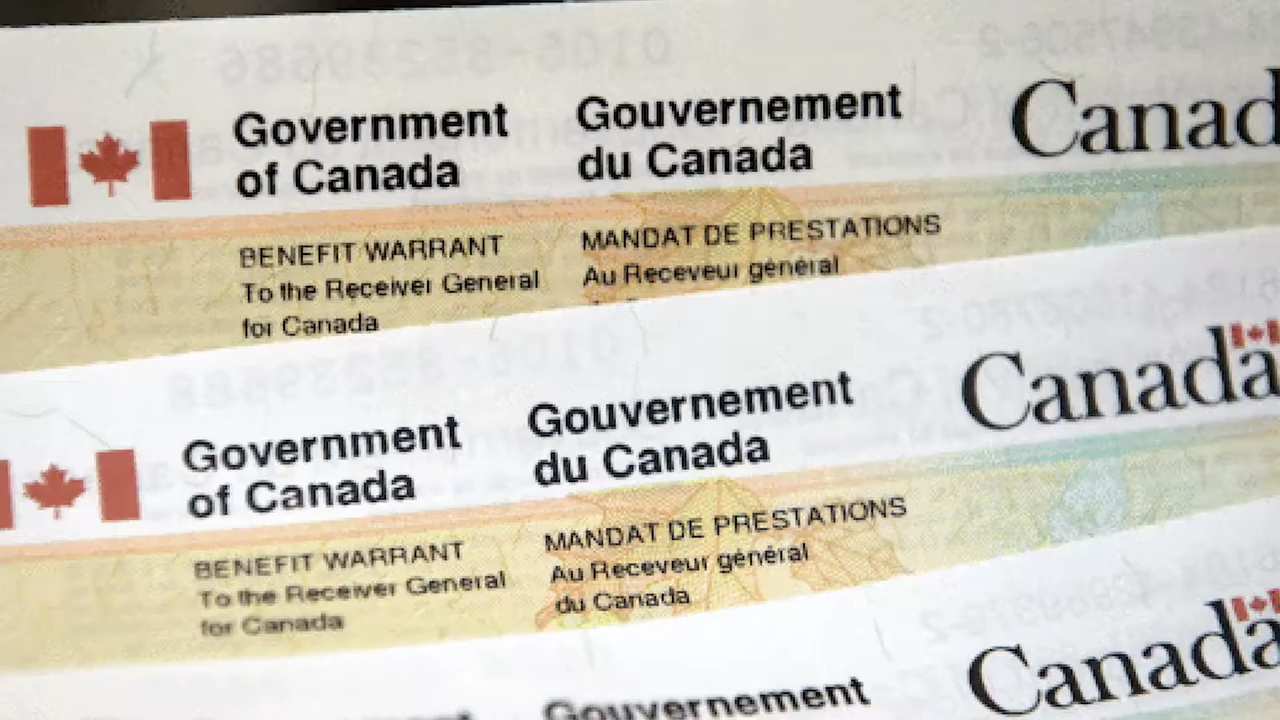 Government
of Canada
Gouvernement
du Canada
Canad
BENEFIT WARRANT
To the Receiver General
for Canada
MANDAT DE PRESTATIONS
Au Receveur général
Government
of Canada
Gouvernement
du Canada
Canada
BENEFIT WARRANT
To the Receiver General
for Canada
MANDAT DE PRESTATIONS
Au Receveur général
du Canada
Gouvernement
Canada